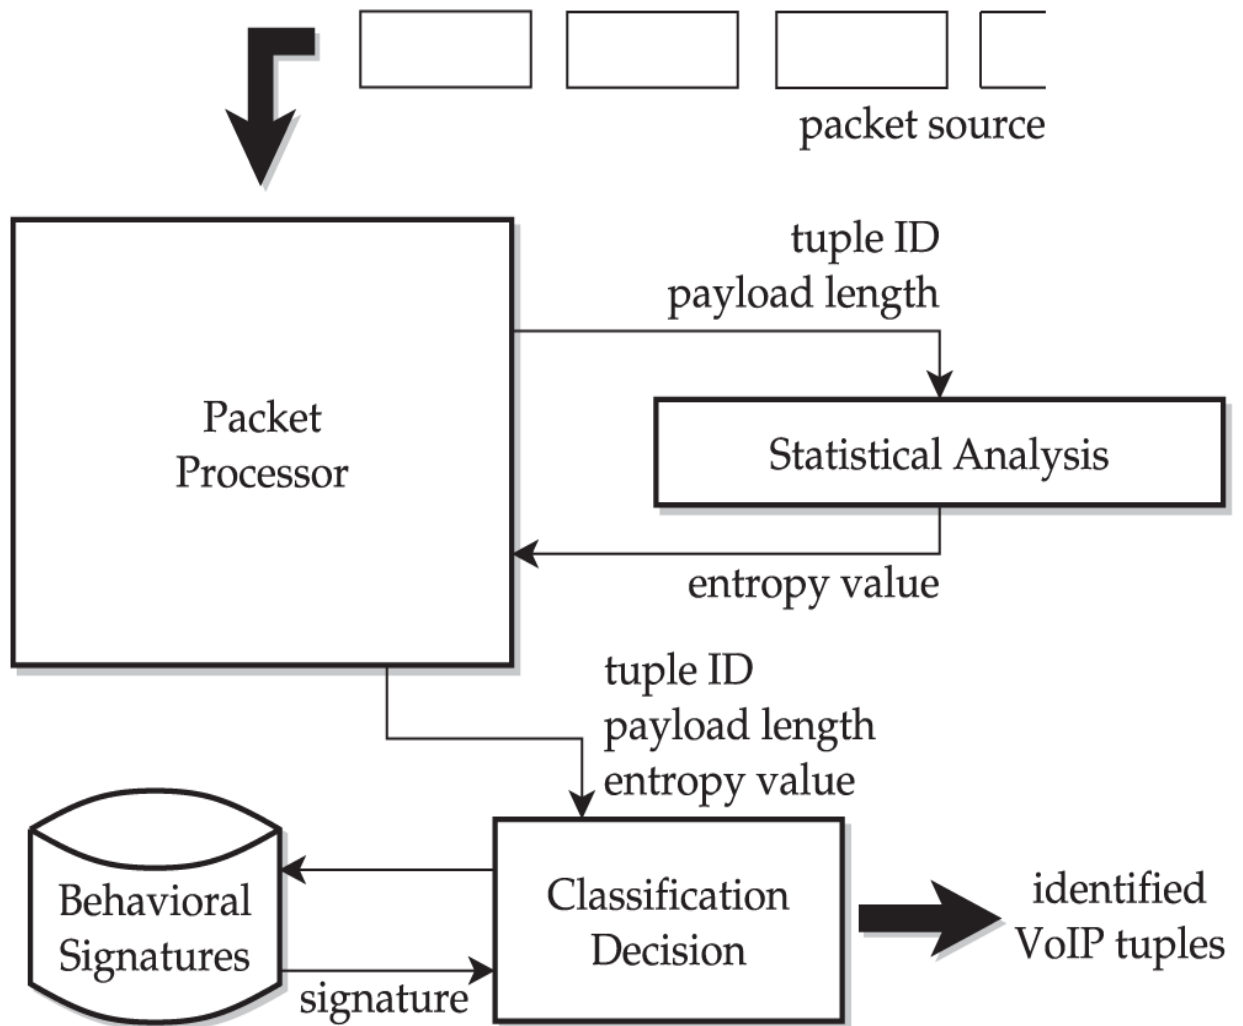 packet source
tuple ID
payload length
Packet
Processor
Statistical Analysis
entropy value
tuple ID
payload length
entropy value
Behavioral
Signatures
signature
Classification
Decision
identified
VoIP tuples